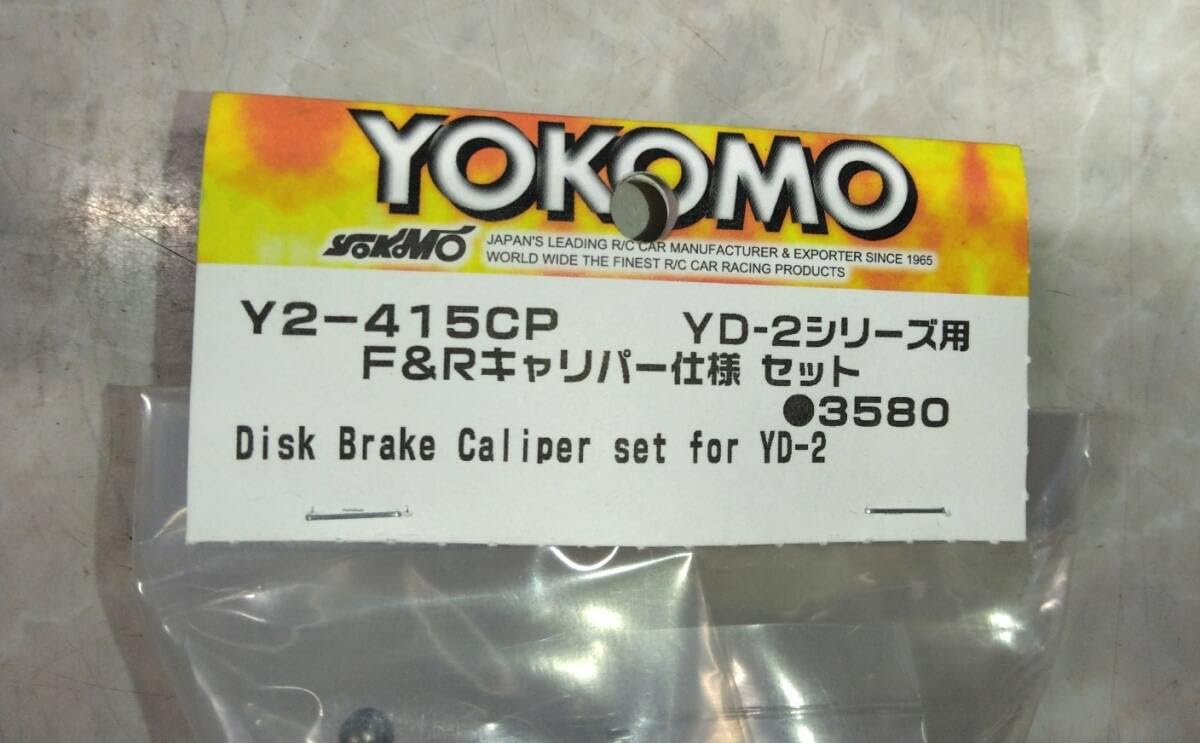 YOKOMO
YOKOMO JAPAN'S LEADING R/C CAR MANUFACTURER & EXPORTER SINCE 1965
WORLD WIDE THE FINEST R/C CAR RACING PRODUCTS
Y2-415CP YD-2シリーズ用
F&Rキャリパー仕様 セット
●3580
Disk Brake Caliper set for YD-2